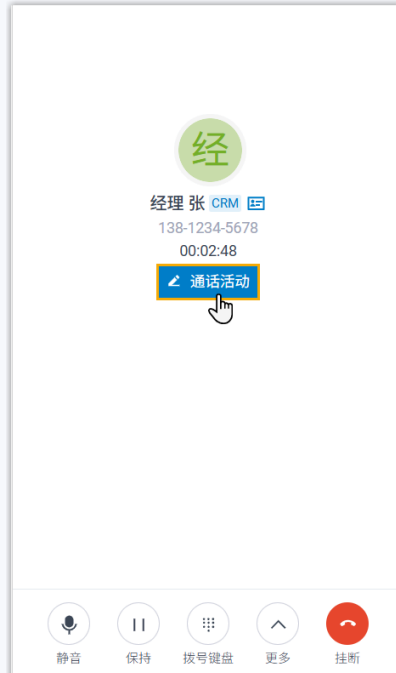 经
经理 张 CRM
138-1234-5678
00:02:48
通话活动
静音 保持 拨号键盘 更多 挂断